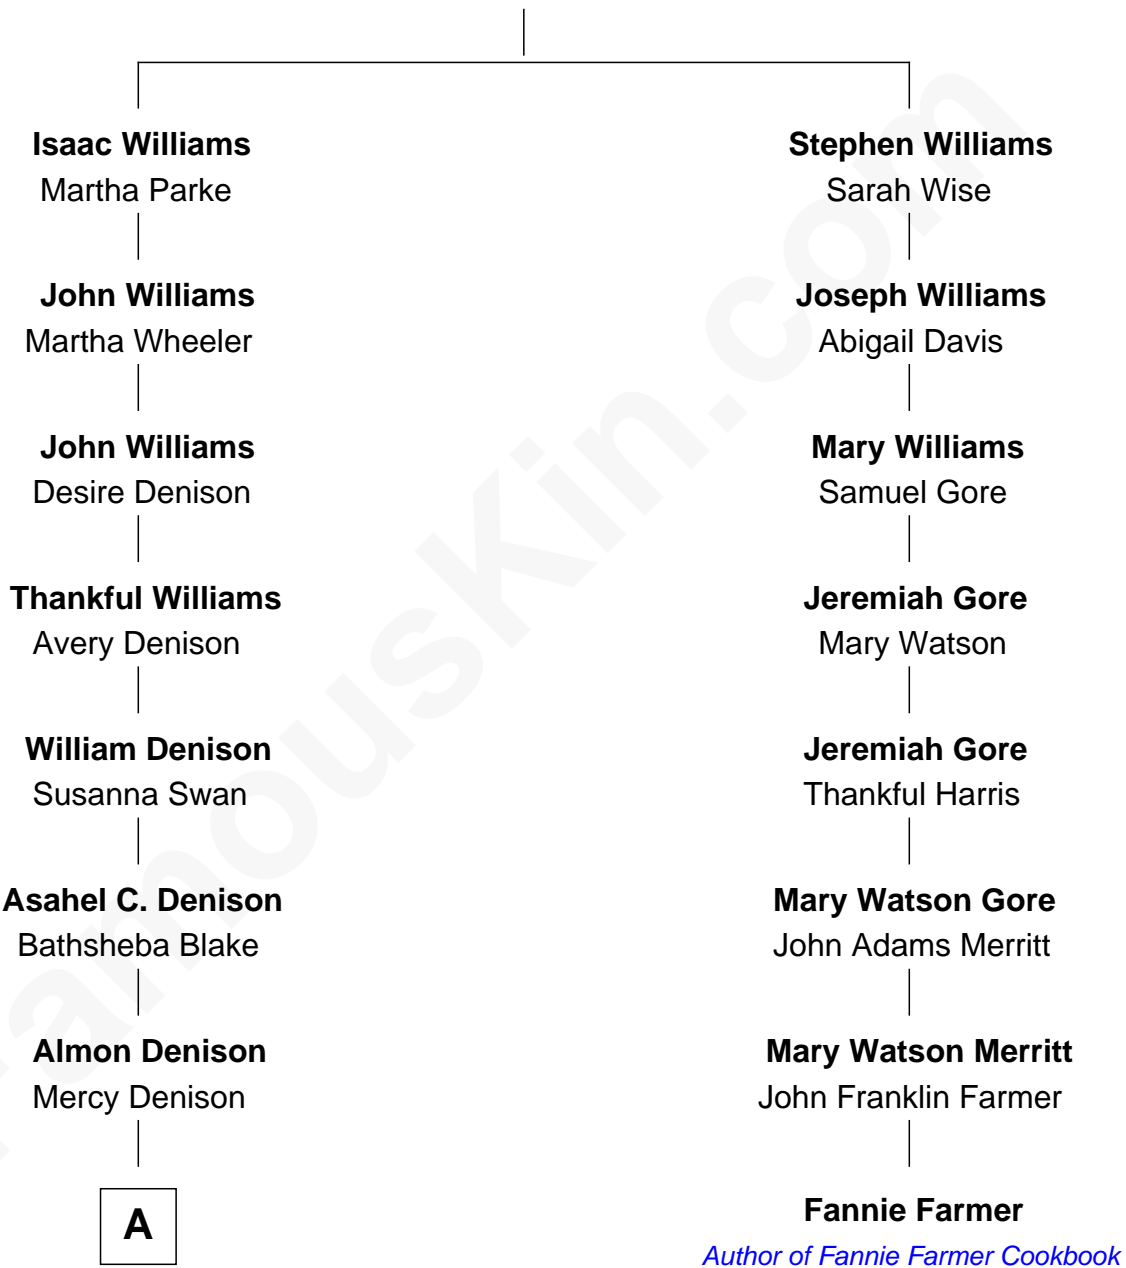 Isaac Williams
Martha Parke
John Williams
Martha Wheeler
John Williams
Desire Denison
Thankful Williams
Avery Denison
William Denison
Susanna Swan
Asahel C. Denison
Bathsheba Blake
Almon Denison
Mercy Denison
A
Stephen Williams
Sarah Wise
Joseph Williams
Abigail Davis
Mary Williams
Samuel Gore
Jeremiah Gore
Mary Watson
Jeremiah Gore
Thankful Harris
Mary Watson Gore
John Adams Merritt
Mary Watson Merritt
John Franklin Farmer
Fannie Farmer
Author of Fannie Farmer Cookbook
FamousKin.com